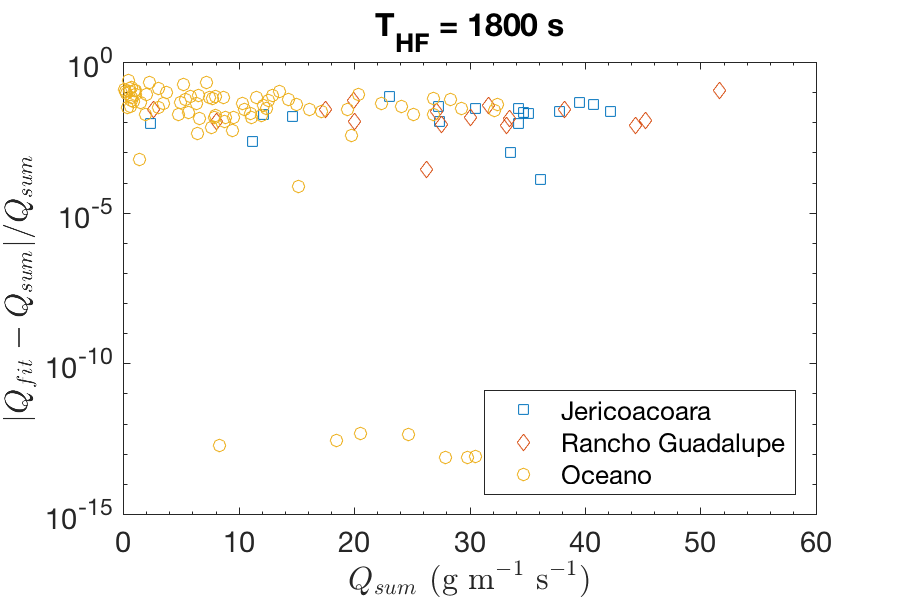 T_HF = 1800 s
|Q_fit − Q_sum|/Q_sum
10^0
10^-5
10^-10
10^-15
Jericoacoara
Rancho Guadalupe
Oceano
0 10 20 30 40 50 60
Q_sum (g m^−1 s^−1)